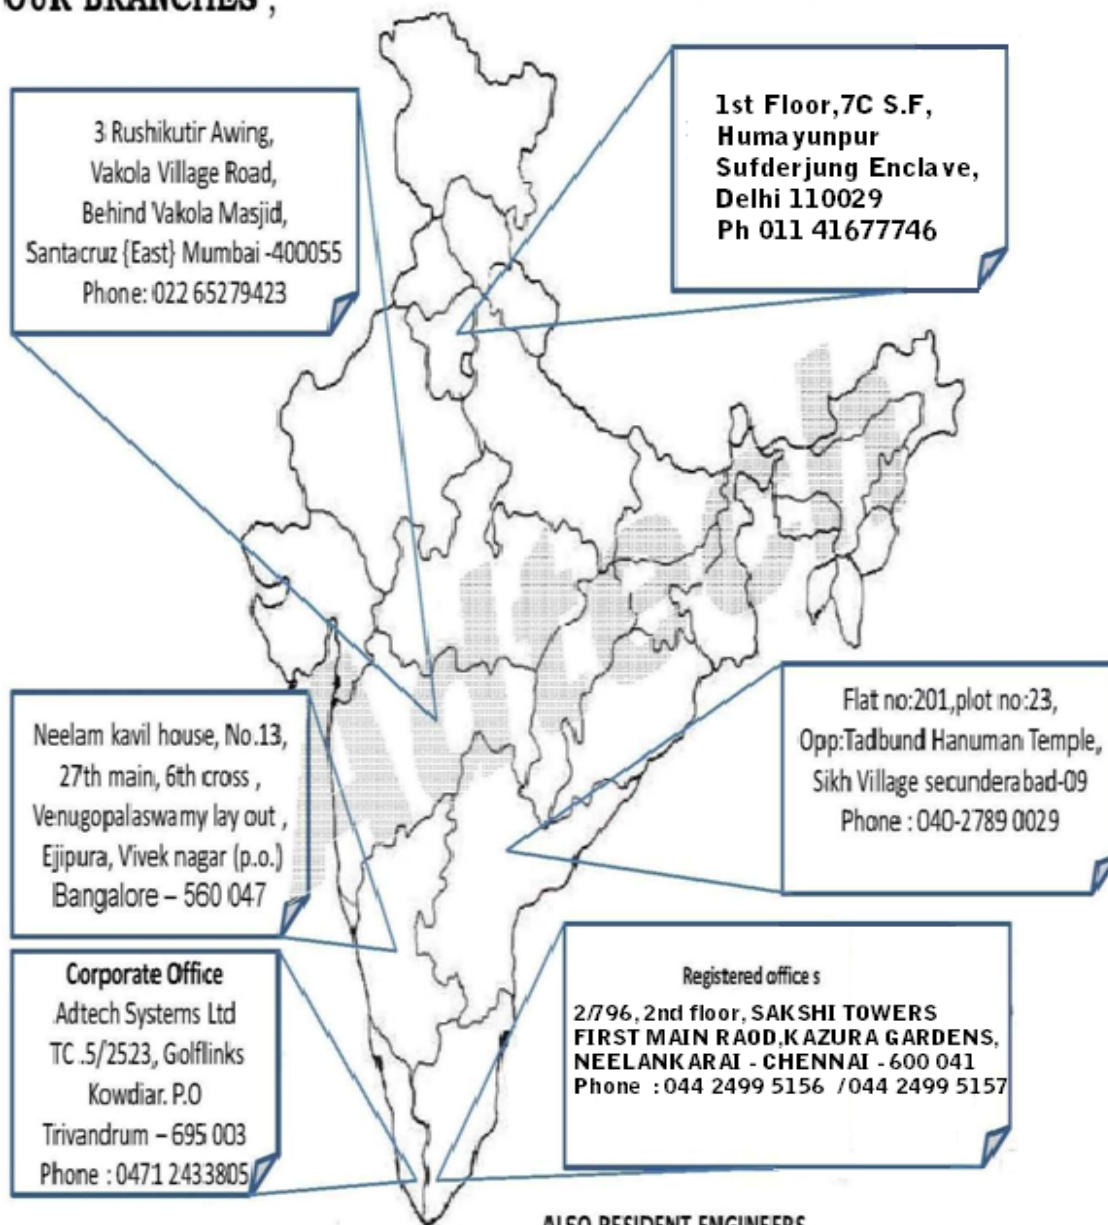 OUR BRANCHES ;
3 Rushikutir Awing,
Vakola Village Road,
Behind Vakola Masjid,
Santacruz {East} Mumbai -400055
Phone: 022 65279423
1st Floor,7C S.F,
Humayunpur
Sufderjung Enclave,
Delhi 110029
Ph 011 41677746
Neelam kavil house, No.13,
27th main, 6th cross ,
Venugopalaswamy lay out ,
Ejipura, Vivek nagar (p.o.)
Bangalore – 560 047
Flat no:201,plot no:23,
Opp:Tadbund Hanuman Temple,
Sikh Village secunderabad-09
Phone : 040-2789 0029
Corporate Office
Adtech Systems Ltd
TC .5/2523, Golflinks
Kowdiar. P.O
Trivandrum – 695 003
Phone : 0471 2433805
Registered office s
2/796, 2nd floor, SAKSHI TOWERS
FIRST MAIN RAOD,KAZURA GARDENS,
NEELANKARAI - CHENNAI - 600 041
Phone : 044 2499 5156 / 044 2499 5157
ALSO RESIDENT ENGINEERS
Adtech